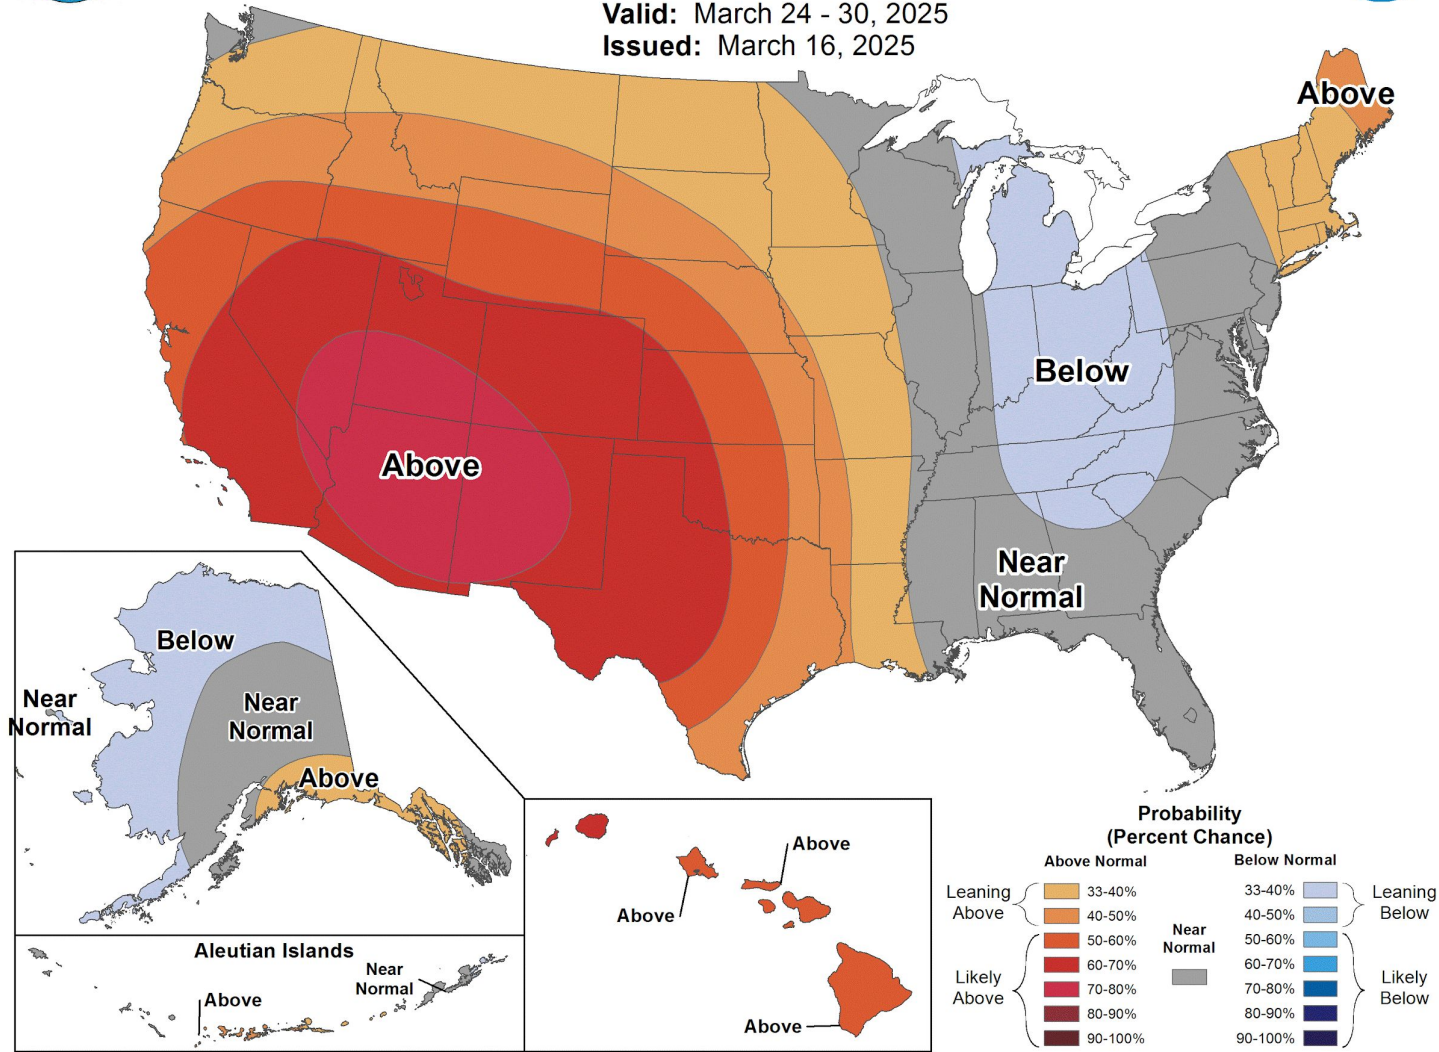 Valid: March 24 - 30, 2025
Issued: March 16, 2025
Above
Below
Above
Near
Normal
Below
Near
Normal
Near
Normal
Above
Aleutian Islands
Near
Normal
Above
Above
Above
Above
Probability
(Percent Chance)
Above Normal
Below Normal
Leaning
Above
33-40%
40-50%
Likely
Above
50-60%
60-70%
70-80%
80-90%
90-100%
Near
Normal
33-40%
40-50%
Leaning
Below
50-60%
60-70%
70-80%
80-90%
90-100%
Likely
Below